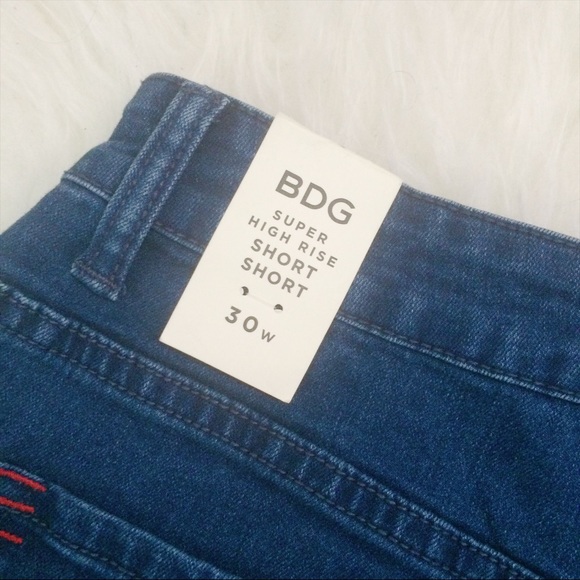 BDG
SUPER
HIGH RISE
SHORT
SHORT
30W